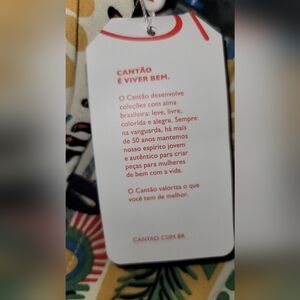 CANTÃO
É VIVER BEM.
O Cantão desenvolve
coleções com alma
brasileira: leve, livre,
colorida e alegre. Sempre
na vanguarda, há mais
de 50 anos mantemos
nosso espírito jovem
e autêntico para criar
peças para mulheres
de bem com a vida.
O Cantão valoriza o que
você tem de melhor.
CANTAO.COM.BR